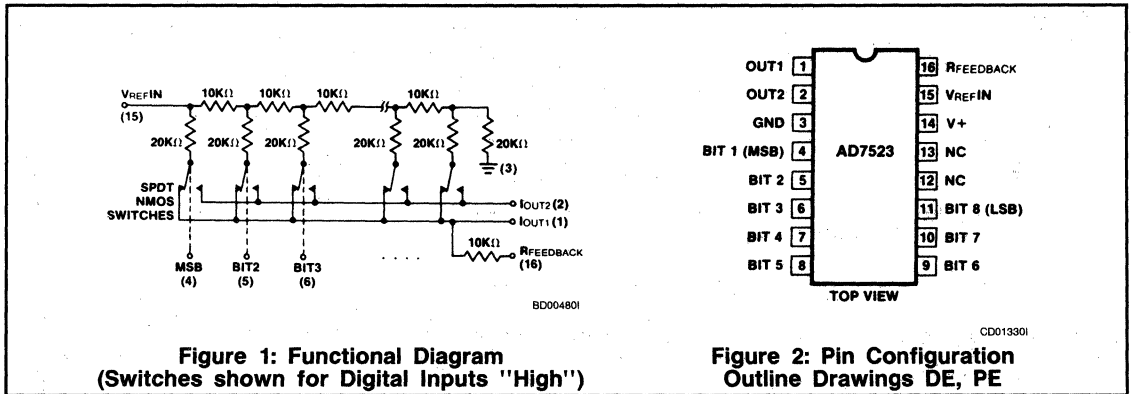 10KΩ 10KΩ 10KΩ 10KΩ
VREFIN
(15)
20KΩ 20KΩ 20KΩ 20KΩ 20KΩ 20KΩ
(3)
SPDT
NMOS
SWITCHES
IOUT2 (2)
IOUT1 (1)
10KΩ
RFEEDBACK
(16)
MSB BIT2 BIT3 . . . .
(4) (5) (6)
BD00480I
Figure 1: Functional Diagram
(Switches shown for Digital Inputs "High")
OUT1 1 16 RFEEDBACK
OUT2 2 15 VREFIN
GND 3 14 V+
BIT 1 (MSB) 4 AD7523 13 NC
BIT 2 5 12 NC
BIT 3 6 11 BIT 8 (LSB)
BIT 4 7 10 BIT 7
BIT 5 8 9 BIT 6
TOP VIEW
CD01330I
Figure 2: Pin Configuration
Outline Drawings DE, PE